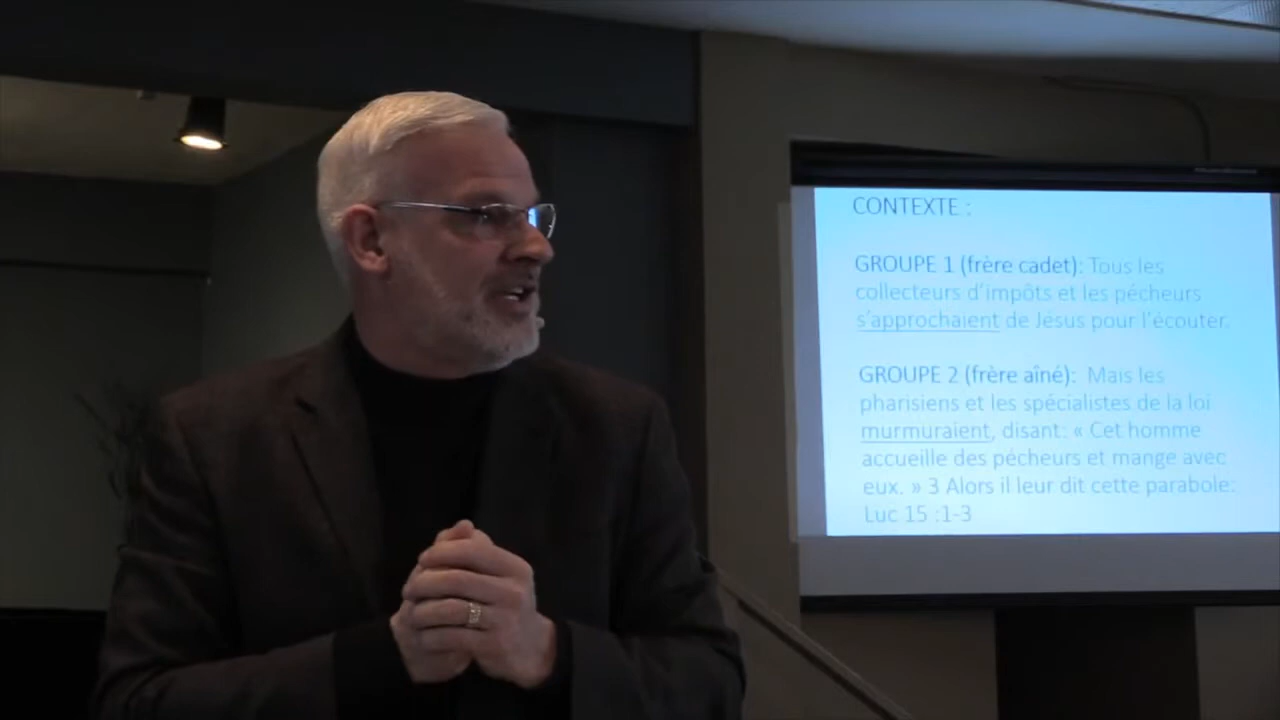 CONTEXTE :
GROUPE 1 (frère cadet): Tous les
collecteurs d'impôts et les pécheurs
s'approchaient de Jésus pour l'écouter.
GROUPE 2 (frère aîné):  Mais les
pharisiens et les spécialistes de la loi
murmuraient, disant: « Cet homme
accueille des pécheurs et mange avec
eux. » 3 Alors il leur dit cette parabole:
Luc 15 :1-3